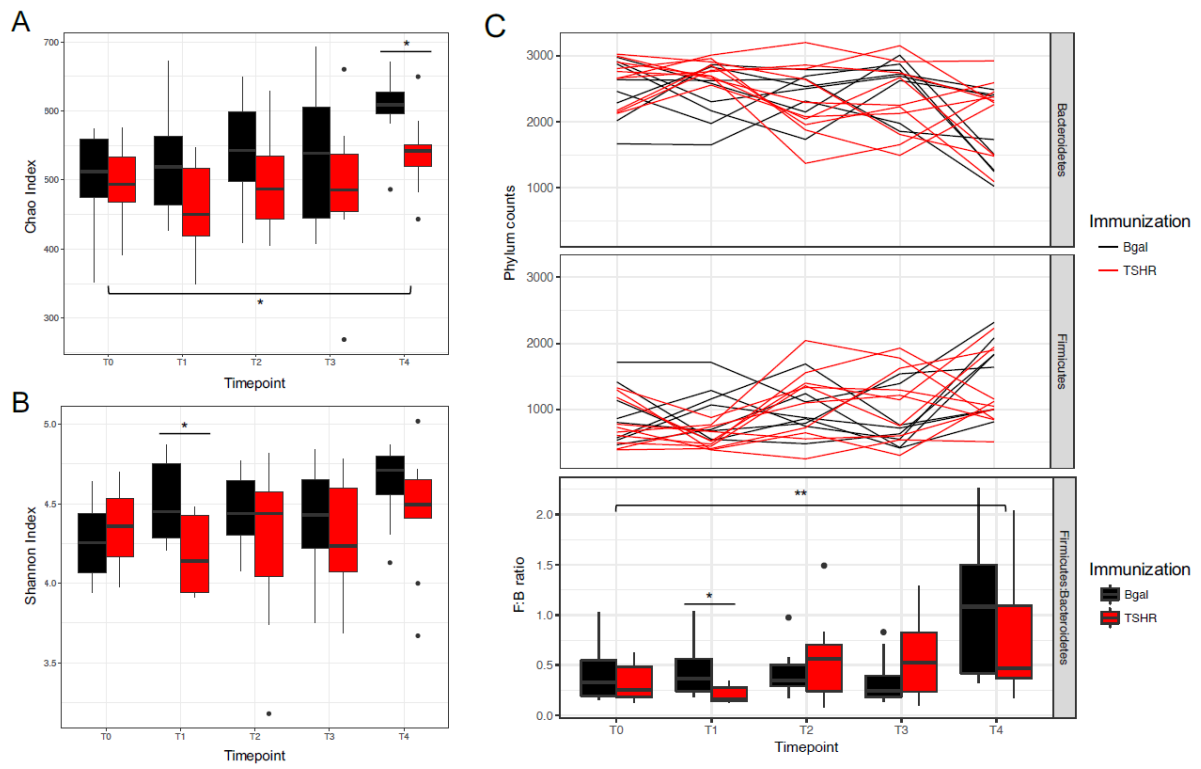 A
700
600
500
400
300
Chao Index
*
*
T0 T1 T2 T3 T4
Timepoint
B
5.0
4.5
4.0
3.5
Shannon Index
*
T0 T1 T2 T3 T4
Timepoint
C
3000
2000
1000
Bacteroidetes
Phylum counts
3000
2000
1000
Firmicutes
Immunization
Bgal
TSHR
2.0
1.5
1.0
0.5
0.0
F:B ratio
**
*
Firmicutes:Bacteroidetes
T0 T1 T2 T3 T4
Timepoint
Immunization
Bgal
TSHR